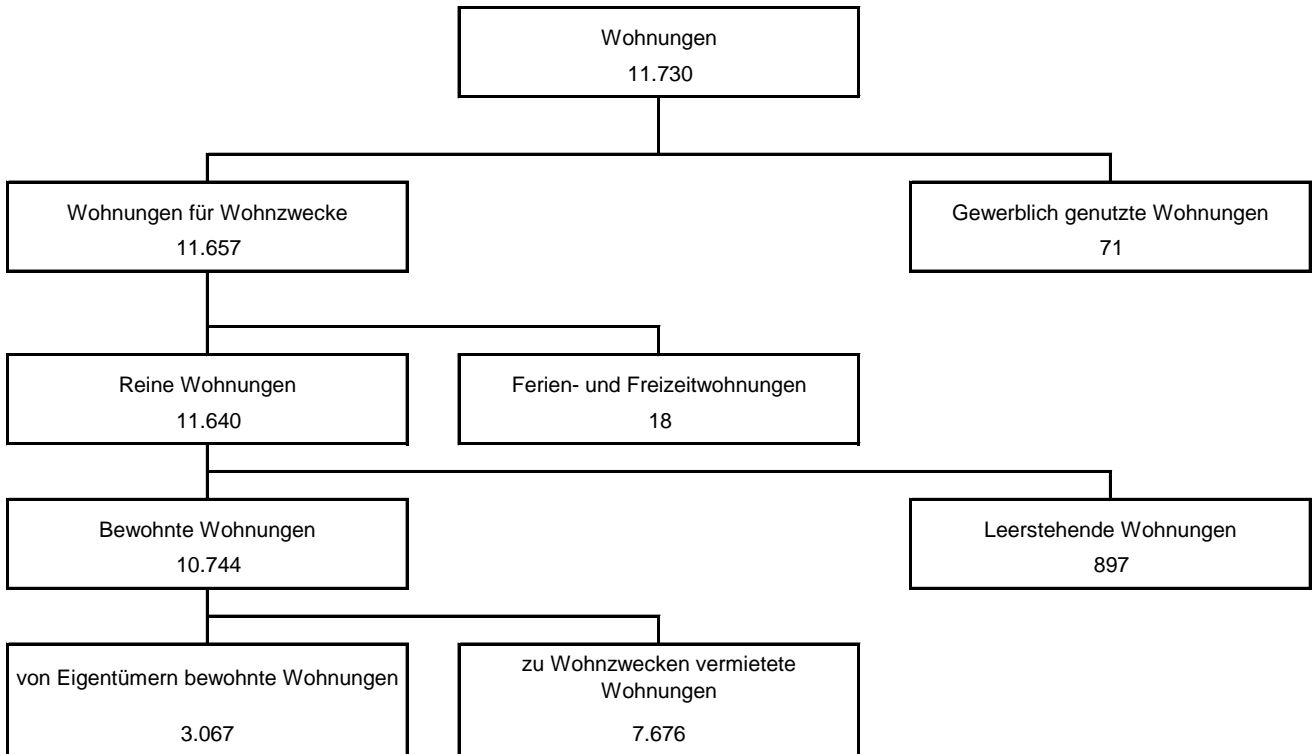 Wohnungen
11.730
Wohnungen für Wohnzwecke
11.657
Gewerblich genutzte Wohnungen
71
Reine Wohnungen
11.640
Ferien- und Freizeitwohnungen
18
Bewohnte Wohnungen
10.744
Leerstehende Wohnungen
897
von Eigentümern bewohnte Wohnungen
3.067
zu Wohnzwecken vermietete
Wohnungen
7.676